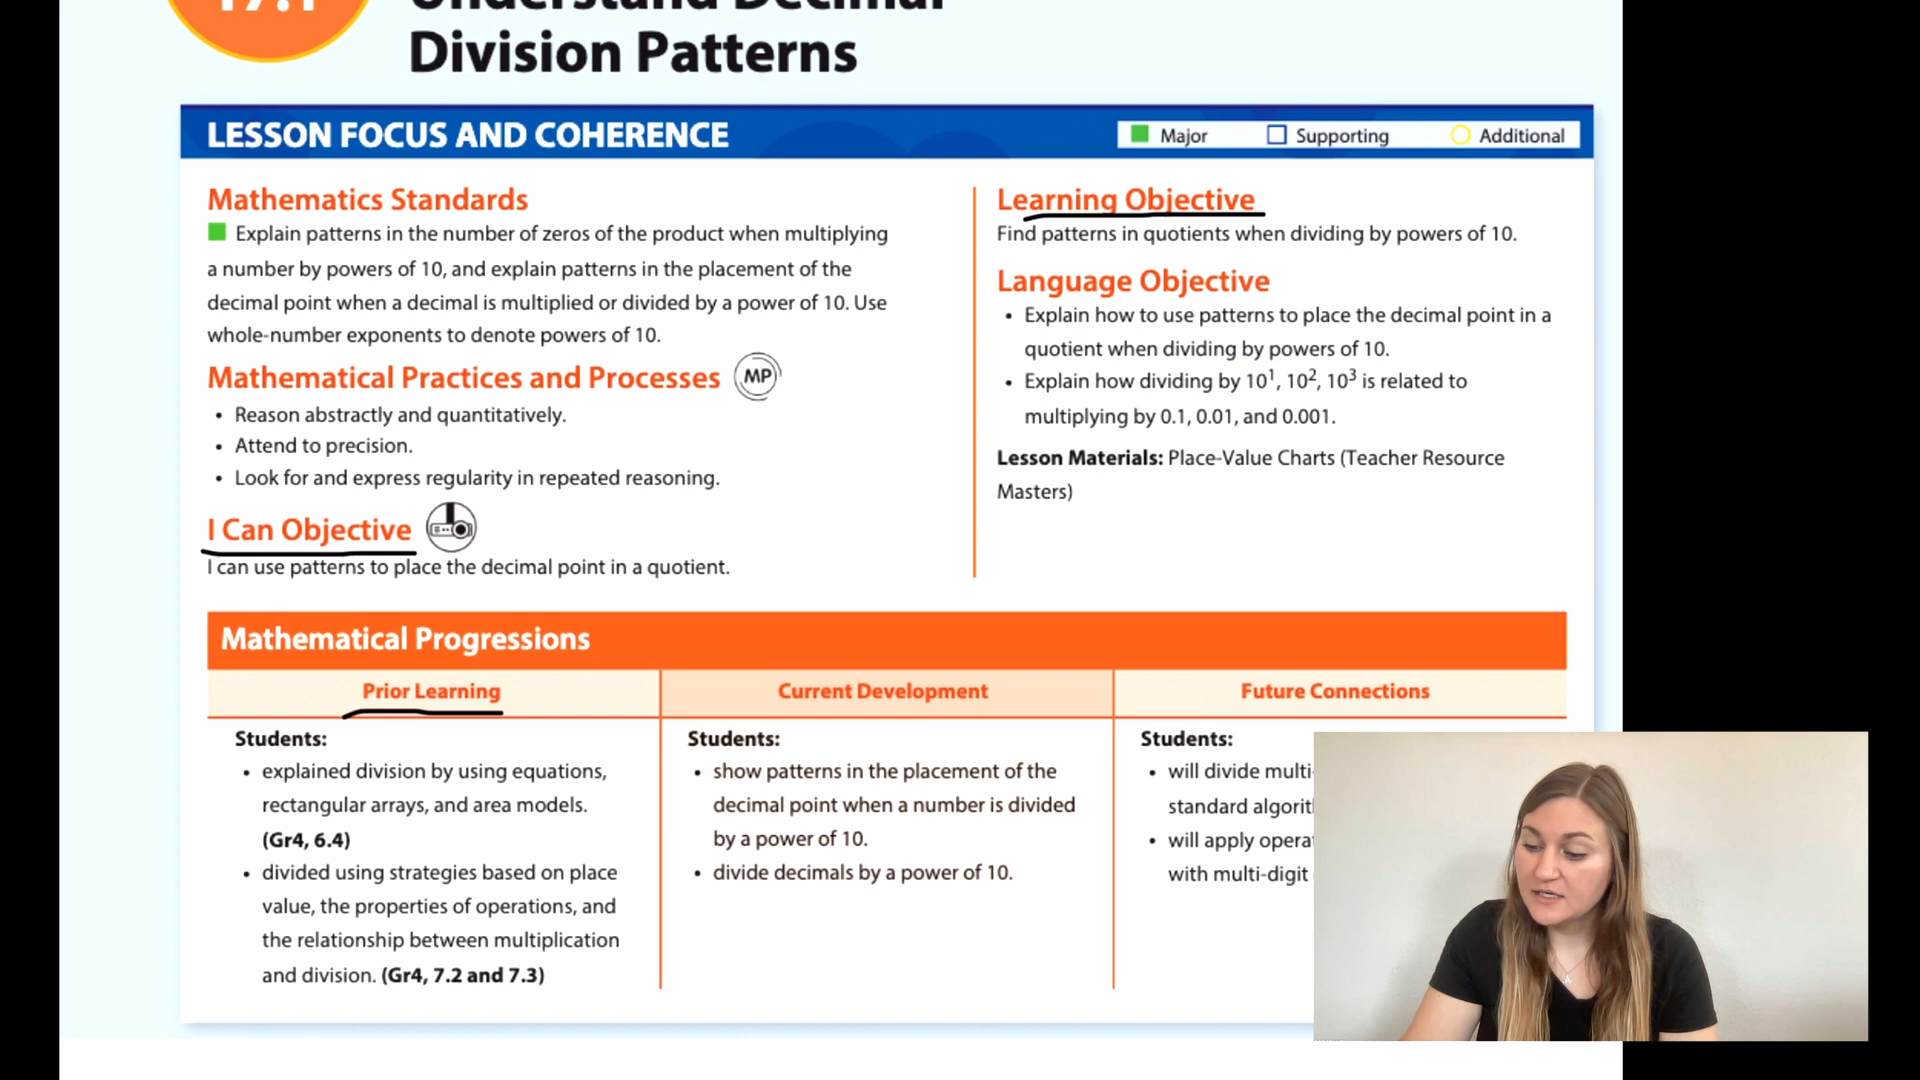 17.1
Understand Decimal
Division Patterns
LESSON FOCUS AND COHERENCE
Major Supporting Additional
Mathematics Standards
Explain patterns in the number of zeros of the product when multiplying
a number by powers of 10, and explain patterns in the placement of the
decimal point when a decimal is multiplied or divided by a power of 10. Use
whole-number exponents to denote powers of 10.
Mathematical Practices and Processes MP
• Reason abstractly and quantitatively.
• Attend to precision.
• Look for and express regularity in repeated reasoning.
I Can Objective
I can use patterns to place the decimal point in a quotient.
Learning Objective
Find patterns in quotients when dividing by powers of 10.
Language Objective
• Explain how to use patterns to place the decimal point in a
quotient when dividing by powers of 10.
• Explain how dividing by 10¹, 10², 10³ is related to
multiplying by 0.1, 0.01, and 0.001.
Lesson Materials: Place-Value Charts (Teacher Resource
Masters)
Mathematical Progressions
Prior Learning
Students:
• explained division by using equations,
rectangular arrays, and area models.
(Gr4, 6.4)
• divided using strategies based on place
value, the properties of operations, and
the relationship between multiplication
and division. (Gr4, 7.2 and 7.3)
Current Development
Students:
• show patterns in the placement of the
decimal point when a number is divided
by a power of 10.
• divide decimals by a power of 10.
Future Connections
Students:
• will divide multi-
standard
• will apply
with multi-digit